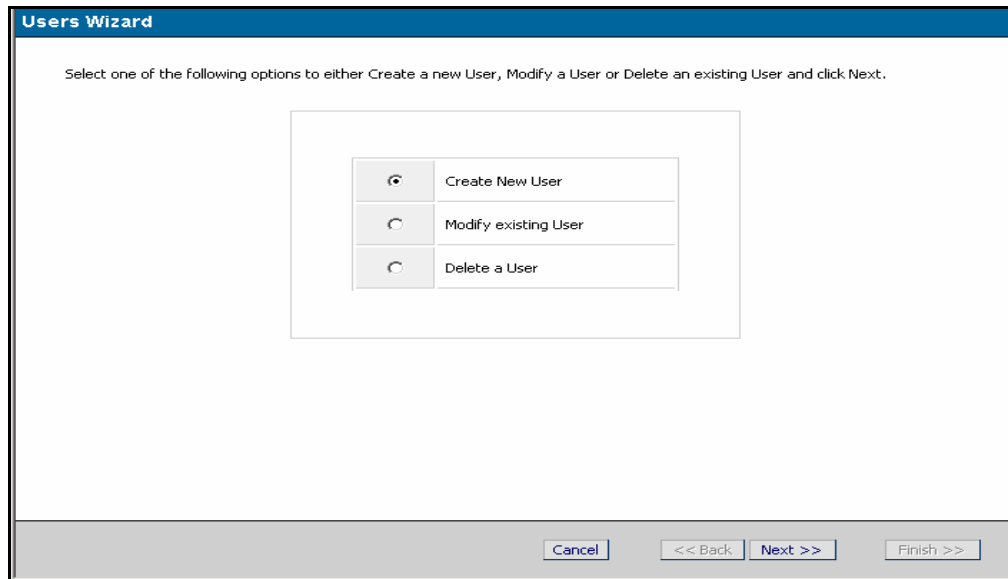 Users Wizard
Select one of the following options to either Create a new User, Modify a User or Delete an existing User and click Next.
Create New User
Modify existing User
Delete a User
Cancel << Back Next >> Finish >>